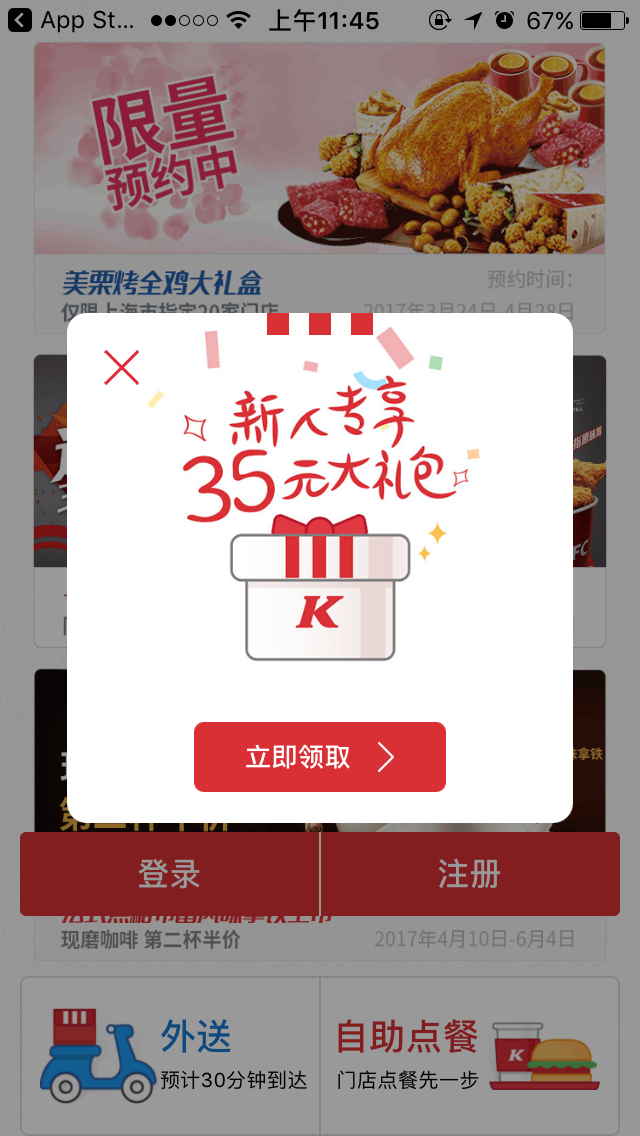 App St...
上午11:45
67%
限量
预约中
美栗烤全鸡大礼盒
预约时间：
仅限上海市指定20家门店
2017年3月24日-4月28日
新人专享
35元大礼包
K
立即领取
第二杯半价
登录
注册
现磨咖啡 第二杯半价
2017年4月10日-6月4日
外送
预计30分钟到达
自助点餐
门店点餐先一步
K